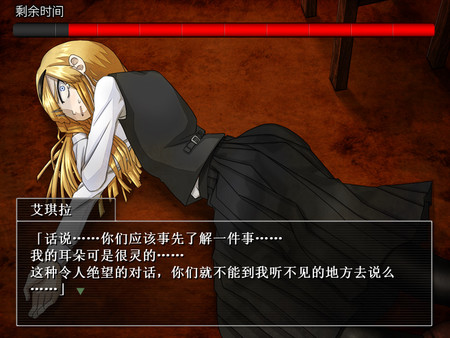 剩余时间
艾琪拉
「话说……你们应该事先了解一件事……
我的耳朵可是很灵的……
这种令人绝望的对话，你们就不能到我听不见的地方去说么
……」